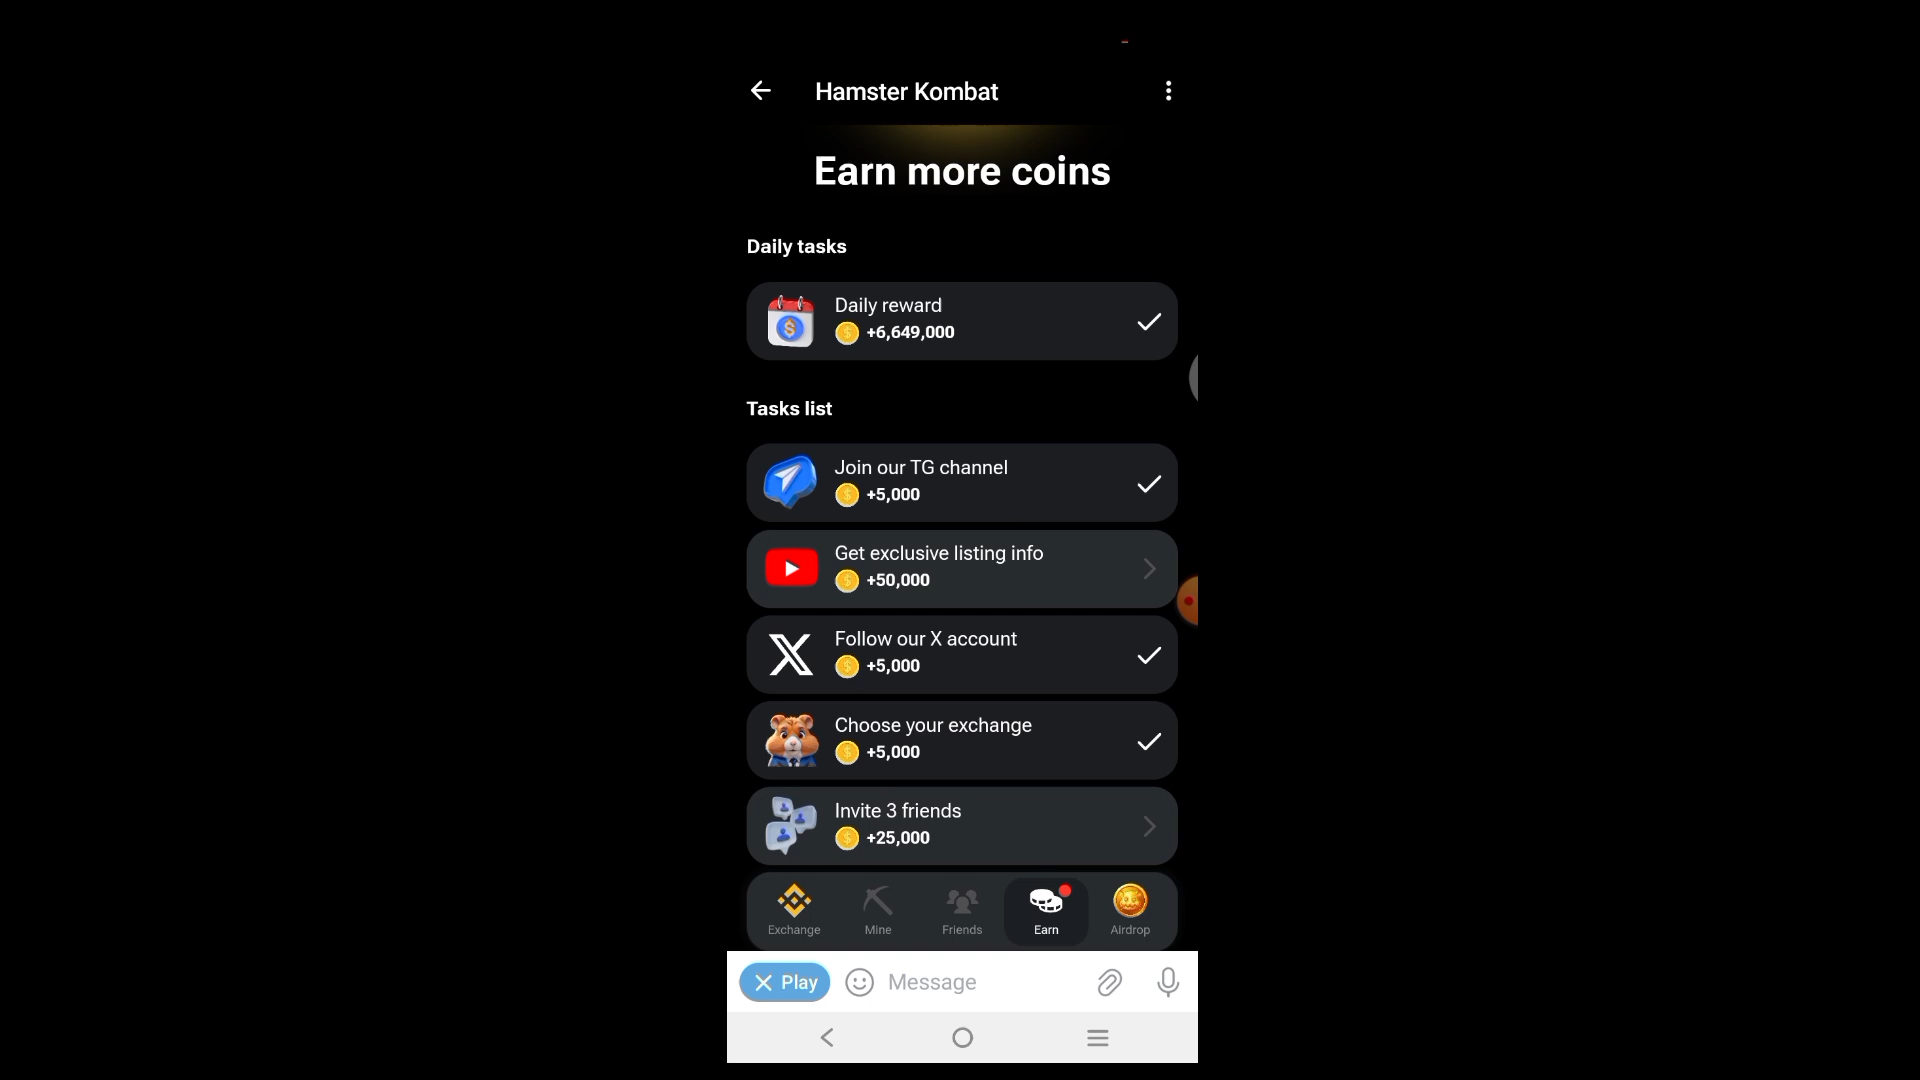 Hamster Kombat
Earn more coins
Daily tasks
Daily reward
+6,649,000
Tasks list
Join our TG channel
+5,000
Get exclusive listing info
+50,000
Follow our X account
+5,000
Choose your exchange
+5,000
Invite 3 friends
+25,000
Exchange Mine Friends Earn Airdrop
Play Message